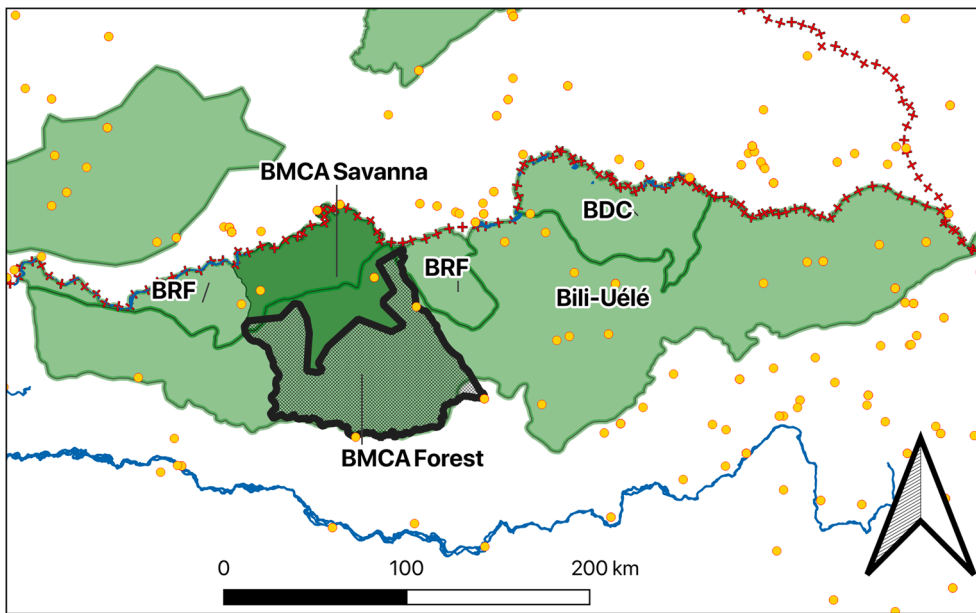 BMCA Savanna
BDC
BRF
BRF
Bili-Uélé
BMCA Forest
0
100
200 km